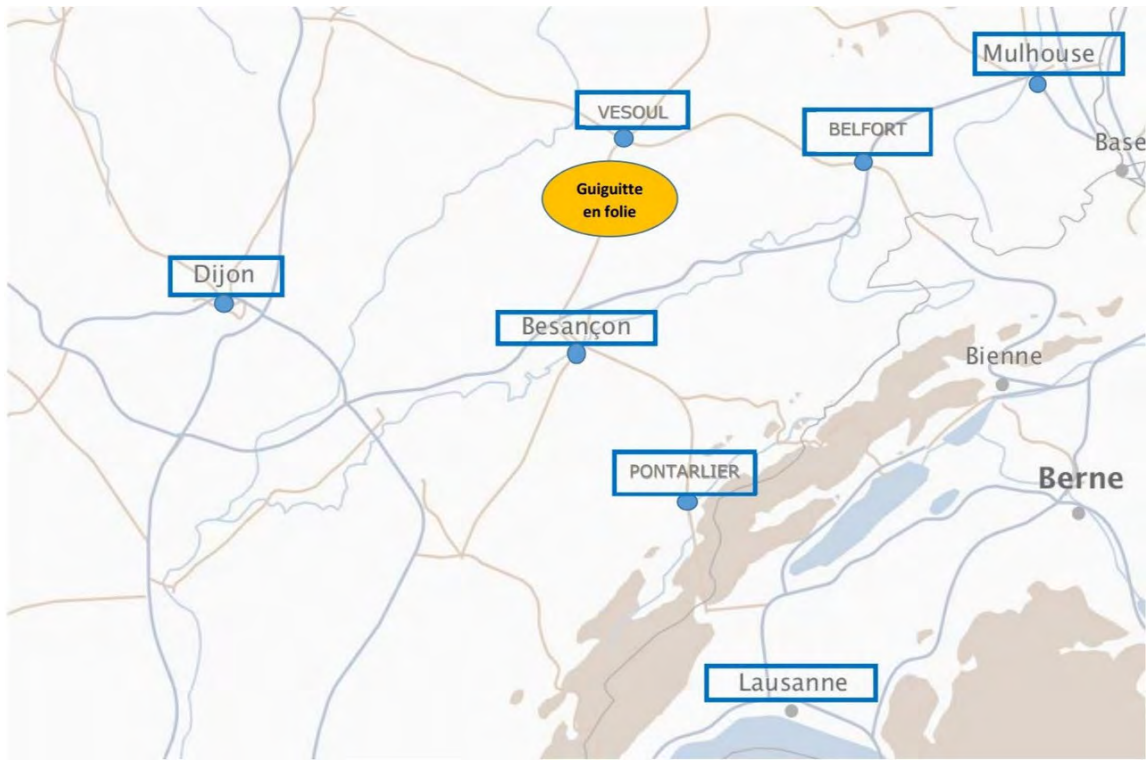 Mulhouse
VESOUL
BELFORT
Base
Guiguitte
en folie
Dijon
Besançon
Bienne
PONTARLIER
Berne
Lausanne